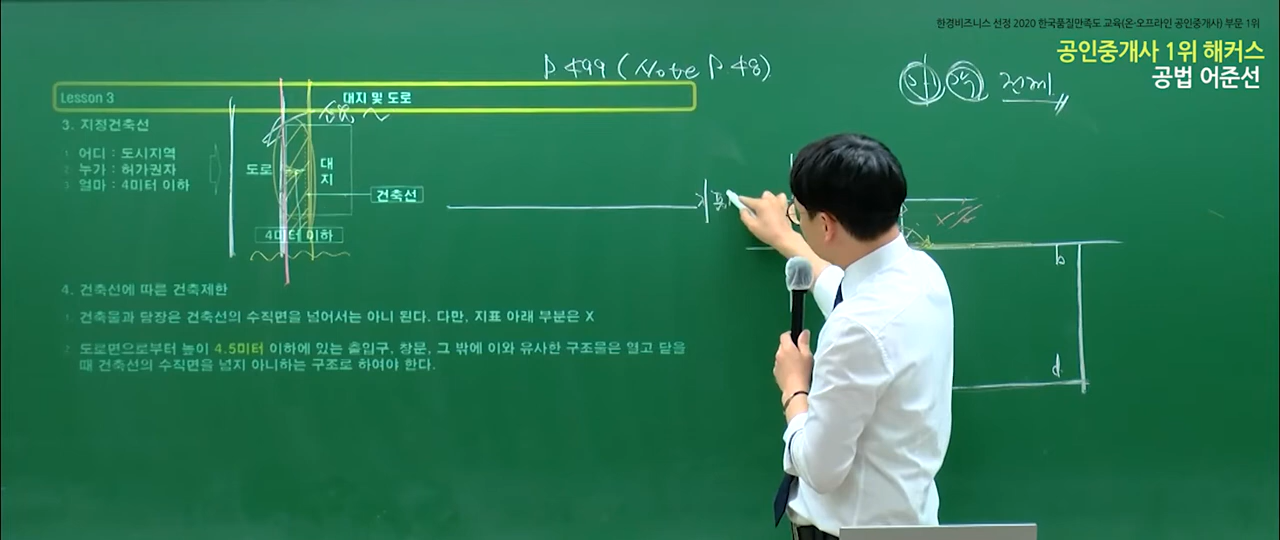 한경비즈니스 선정 2020 한국품질만족도 교육(온·오프라인 공인중개사) 부문 1위
공인중개사 1위 해커스
공법 어준선
P 499 (Note P 48)
Lesson 3
대지 및 도로
3. 지정건축선
1 어디 : 도시지역
2 누가 : 허가권자
3 얼마 : 4미터 이하
도로
대지
건축선
4미터 이하
4. 건축선에 따른 건축제한
1 건축물과 담장은 건축선의 수직면을 넘어서는 아니 된다. 다만, 지표 아래 부분은 X
2 도로면으로부터 높이 4.5미터 이하에 있는 출입구, 창문, 그 밖에 이와 유사한 구조물은 열고 닫을
때 건축선의 수직면을 넘지 아니하는 구조로 하여야 한다.
지표
b
d